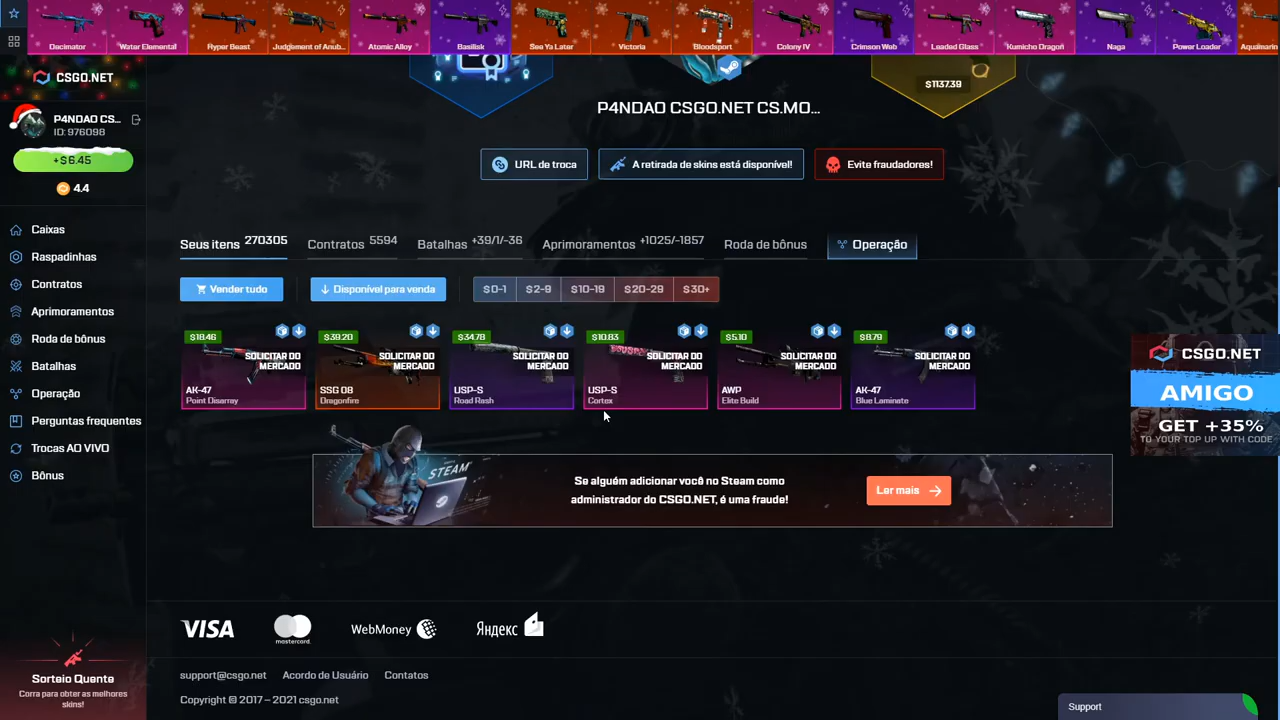 Decimator
Water Elemental
Hyper Beast
Judgement of Anub...
Atomic Alloy
Basilisk
See Ya Later
Victoria
Bloodsport
Colony IV
Crimson Web
Leaded Glass
Kumicho Dragon
Naga
Power Loader
Aquamarin
CSGO.NET
P4NDAO CS...
ID: 976098
+$6.45
4.4
Caixas
Raspadinhas
Contratos
Aprimoramentos
Roda de bônus
Batalhas
Operação
Perguntas frequentes
Trocas AO VIVO
Bônus
Sorteio Quente
Corra para obter as melhores
skins!
$1137.39
P4NDAO CSGO.NET CS.MO...
URL de troca
A retirada de skins está disponível!
Evite fraudadores!
Seus itens 270305
Contratos 5594
Batalhas +39/1/-36
Aprimoramentos +1025/-1857
Roda de bônus
Operação
Vender tudo
Disponível para venda
$0-1
$2-9
$10-19
$20-29
$30+
$18.46
SOLICITAR DO
MERCADO
AK-47
Point Disarray
$39.20
SOLICITAR DO
MERCADO
SSG 08
Dragonfire
$34.78
SOLICITAR DO
MERCADO
USP-S
Road Rash
$10.83
SOLICITAR DO
MERCADO
USP-S
Cortex
$5.10
SOLICITAR DO
MERCADO
AWP
Elite Build
$8.79
SOLICITAR DO
MERCADO
AK-47
Blue Laminate
CSGO.NET
AMIGO
GET +35%
TO YOUR TOP UP WITH CODE
STEAM
Se alguém adicionar você no Steam como
administrador do CSGO.NET, é uma fraude!
Ler mais
VISA
mastercard.
WebMoney
Яндекс
support@csgo.net
Acordo de Usuário
Contatos
Copyright © 2017 – 2021 csgo.net
Support